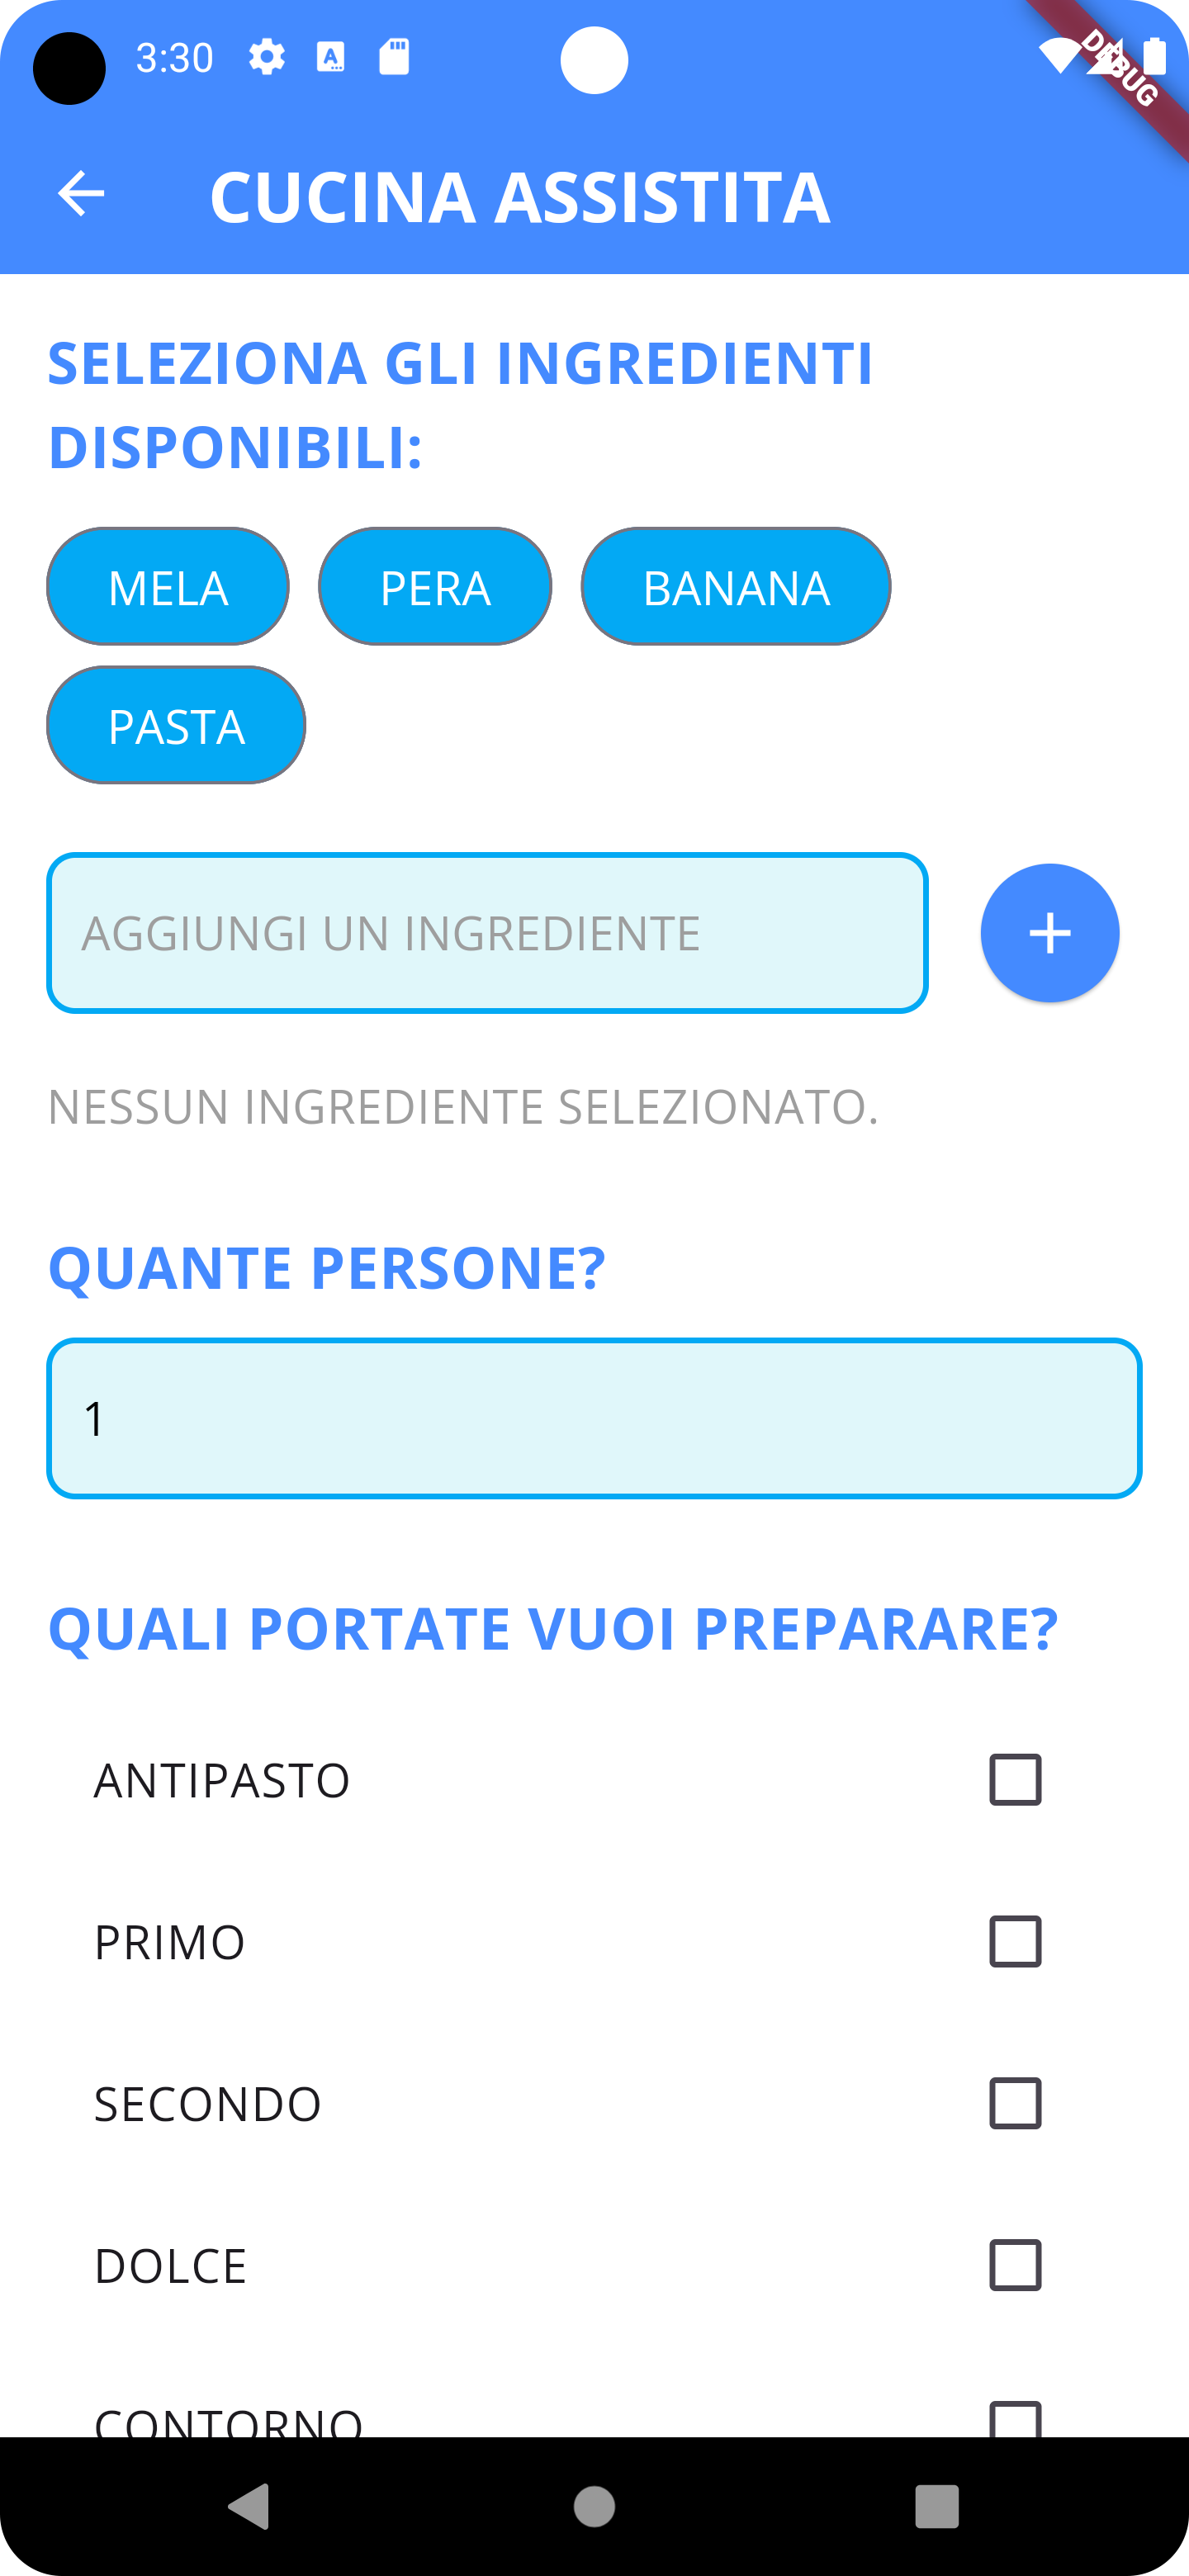 3:30
DEBUG
CUCINA ASSISTITA
SELEZIONA GLI INGREDIENTI
DISPONIBILI:
MELA PERA BANANA
PASTA
AGGIUNGI UN INGREDIENTE
NESSUN INGREDIENTE SELEZIONATO.
QUANTE PERSONE?
1
QUALI PORTATE VUOI PREPARARE?
ANTIPASTO
PRIMO
SECONDO
DOLCE
CONTORNO